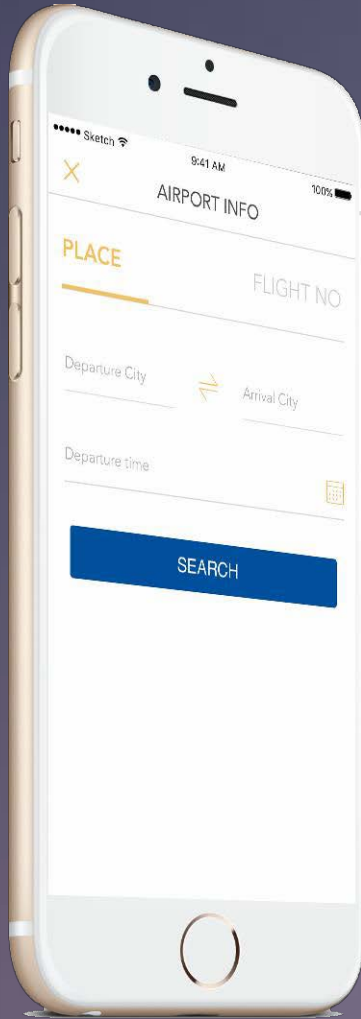 Sketch 9:41 AM 100%
AIRPORT INFO
PLACE FLIGHT NO
Departure City Arrival City
Departure time
SEARCH